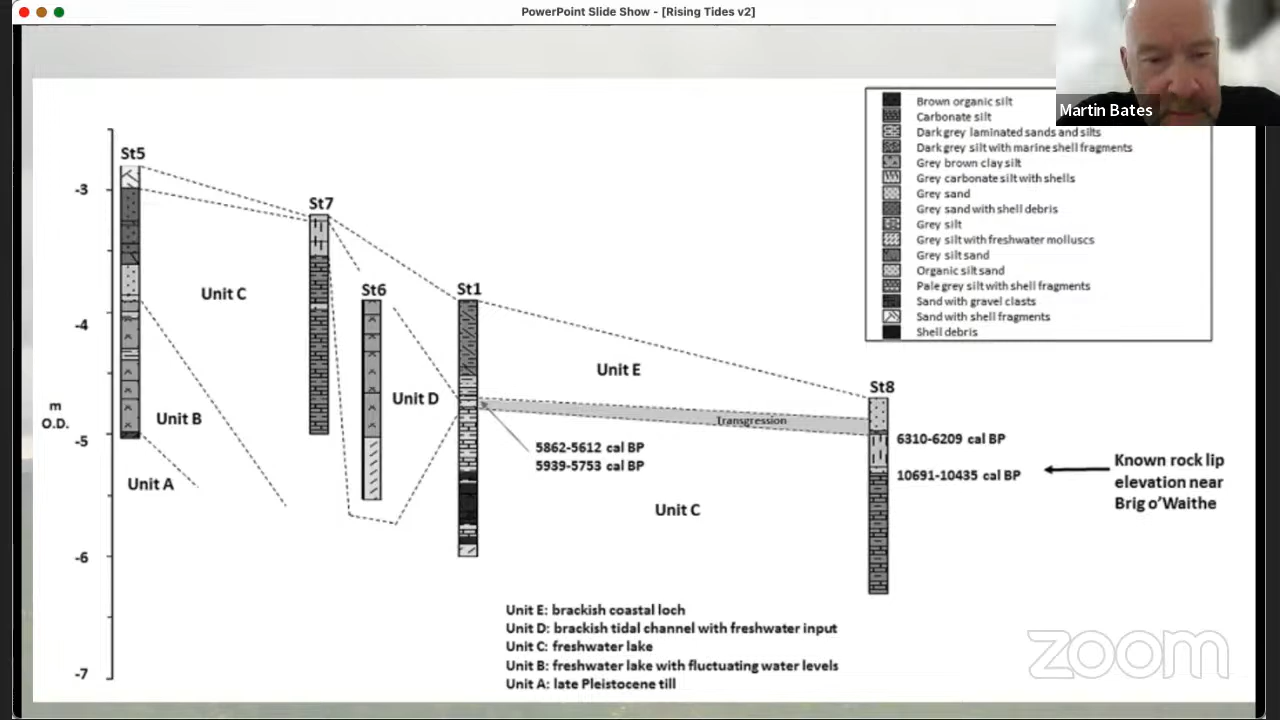 PowerPoint Slide Show - [Rising Tides v2]
Martin Bates
Brown organic silt
Carbonate silt
Dark grey laminated sands and silts
Dark grey silt with marine shell fragments
Grey brown clay silt
Grey carbonate silt with shells
Grey sand
Grey sand with shell debris
Grey silt
Grey silt with freshwater molluscs
Grey silt sand
Organic silt sand
Pale grey silt with shell fragments
Sand with gravel clasts
Sand with shell fragments
Shell debris
St5
-3
St7
St6
St1
Unit C
-4
Unit E
St8
m
O.D.
Unit D
Unit B
Transgression
-5
5862-5612 cal BP
5939-5753 cal BP
6310-6209 cal BP
10691-10435 cal BP
Known rock lip
elevation near
Brig o'Waithe
Unit A
Unit C
-6
Unit E: brackish coastal loch
Unit D: brackish tidal channel with freshwater input
Unit C: freshwater lake
Unit B: freshwater lake with fluctuating water levels
Unit A: late Pleistocene till
-7
zoom